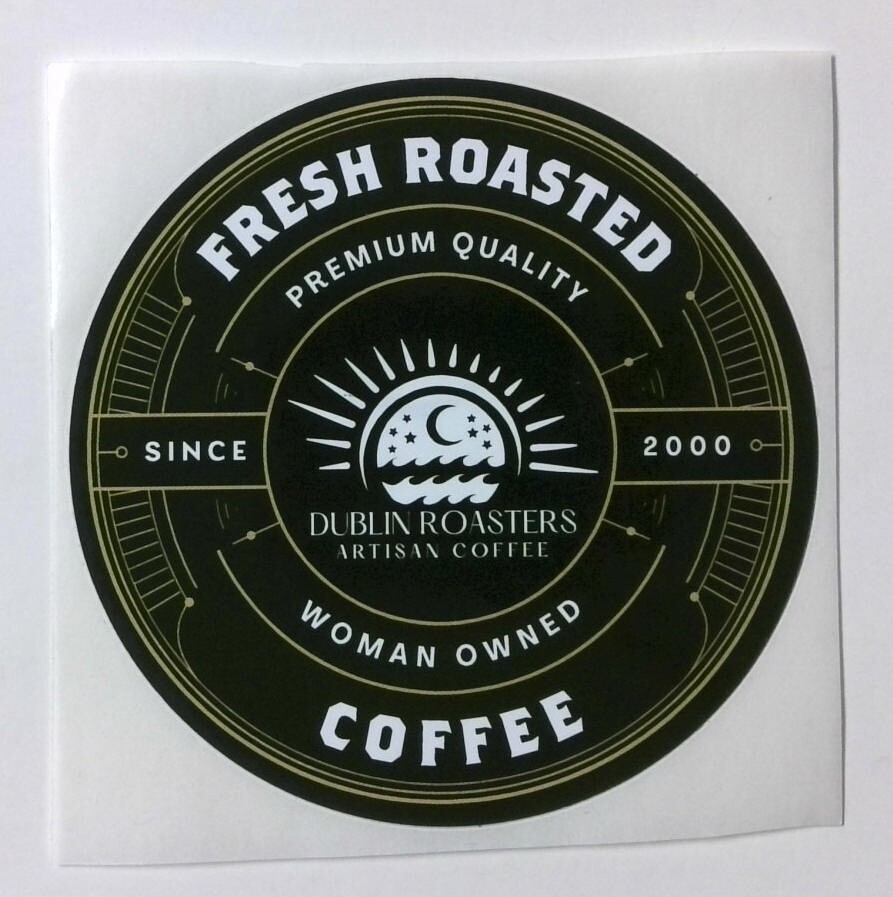 FRESH ROASTED
PREMIUM QUALITY
SINCE
2000
DUBLIN ROASTERS
ARTISAN COFFEE
WOMAN OWNED
COFFEE